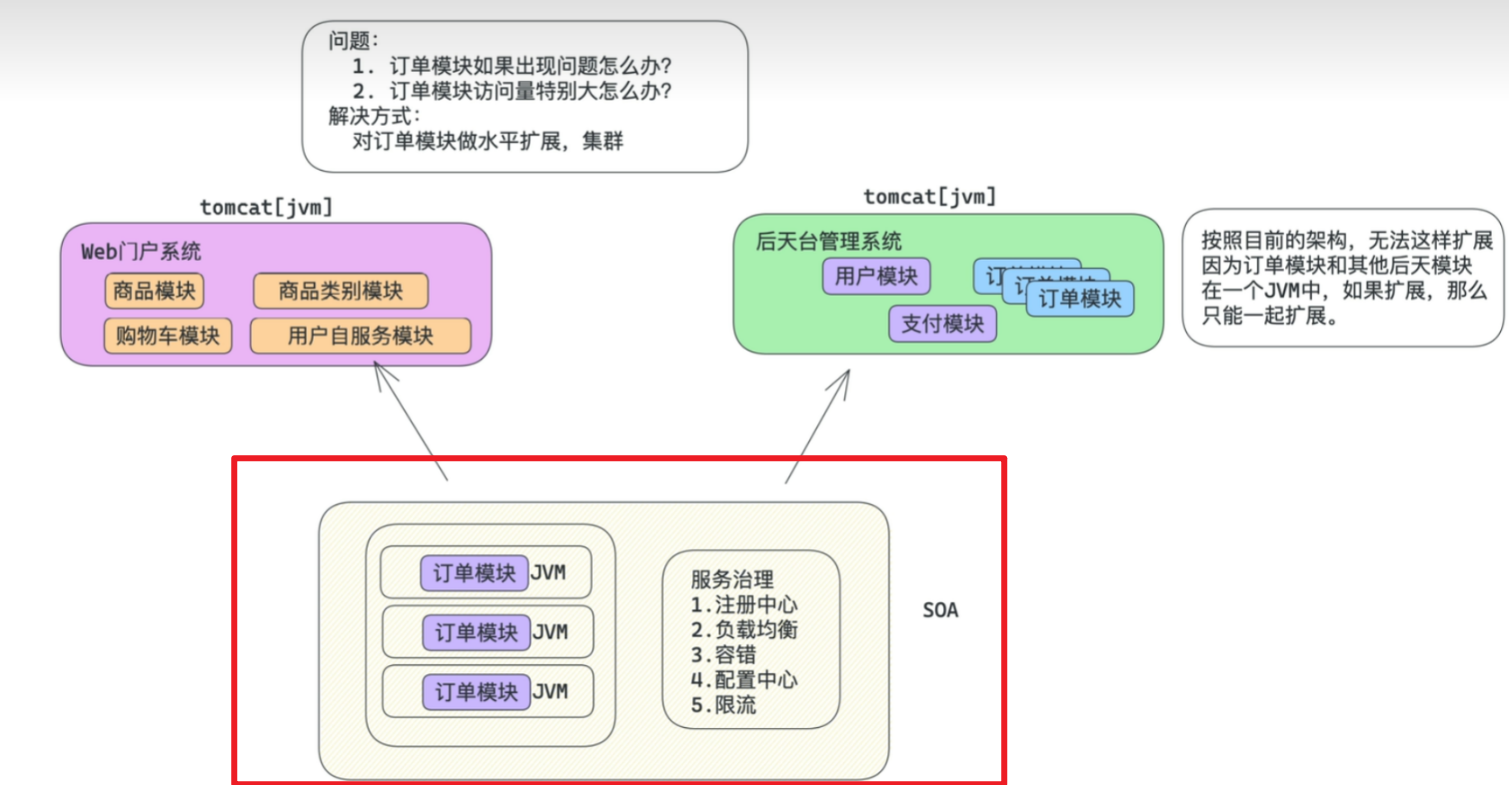 问题：
1. 订单模块如果出现问题怎么办？
2. 订单模块访问量特别大怎么办？
解决方式：
对订单模块做水平扩展，集群
tomcat[jvm]
Web门户系统
商品模块
商品类别模块
购物车模块
用户自服务模块
tomcat[jvm]
后天台管理系统
用户模块
订单模块
支付模块
按照目前的架构，无法这样扩展
因为订单模块和其他后天模块
在一个JVM中，如果扩展，那么
只能一起扩展。
订单模块 JVM
订单模块 JVM
订单模块 JVM
服务治理
1.注册中心
2.负载均衡
3.容错
4.配置中心
5.限流
SOA